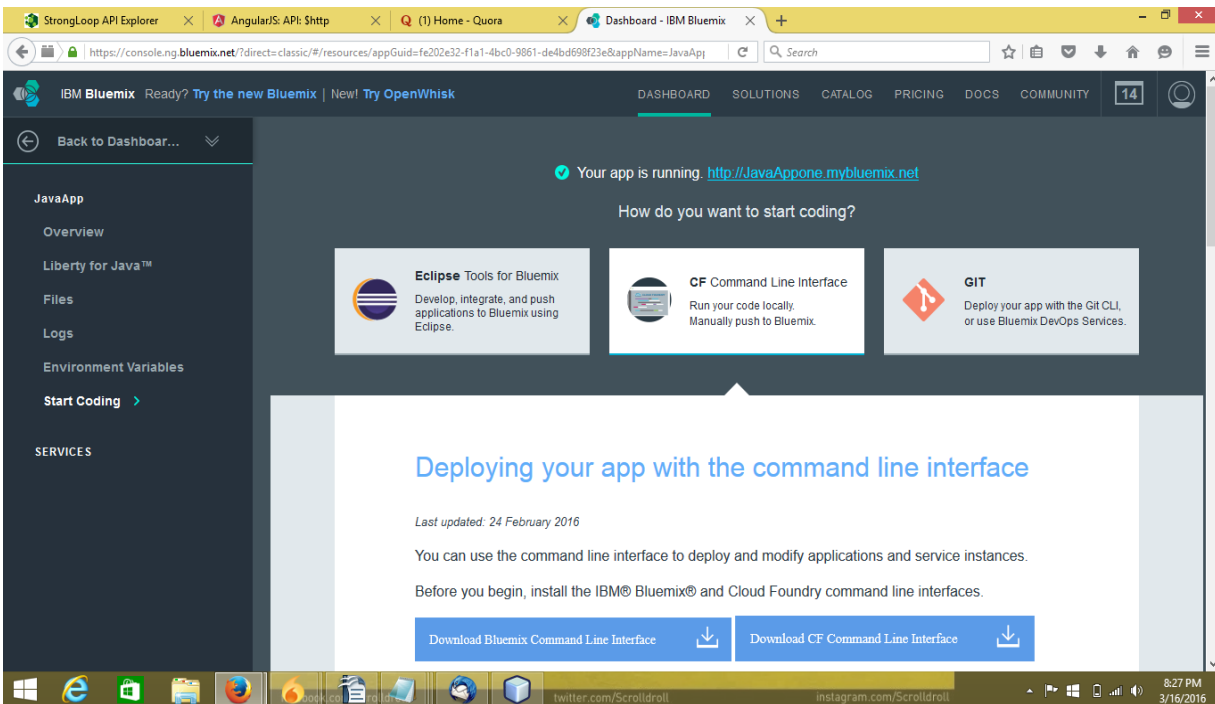 StrongLoop API Explorer
AngularJS: API: $http
(1) Home - Quora
Dashboard - IBM Bluemix
https://console.ng.bluemix.net/?direct=classic/#/resources/appGuid=fe202e32-f1a1-4bc0-9861-de4bd698f23e&appName=JavaApp
Search
IBM Bluemix Ready? Try the new Bluemix | New! Try OpenWhisk
DASHBOARD SOLUTIONS CATALOG PRICING DOCS COMMUNITY 14
Back to Dashboar...
JavaApp
Overview
Liberty for Java™
Files
Logs
Environment Variables
Start Coding >
SERVICES
Your app is running. http://JavaAppone.mybluemix.net
How do you want to start coding?
Eclipse Tools for Bluemix
Develop, integrate, and push
applications to Bluemix using
Eclipse.
CF Command Line Interface
Run your code locally.
Manually push to Bluemix.
GIT
Deploy your app with the Git CLI,
or use Bluemix DevOps Services.
Deploying your app with the command line interface
Last updated: 24 February 2016
You can use the command line interface to deploy and modify applications and service instances.
Before you begin, install the IBM® Bluemix® and Cloud Foundry command line interfaces.
Download Bluemix Command Line Interface
Download CF Command Line Interface
twitter.com/Scrolldroll
instagram.com/Scrolldroll
8:27 PM
3/16/2016